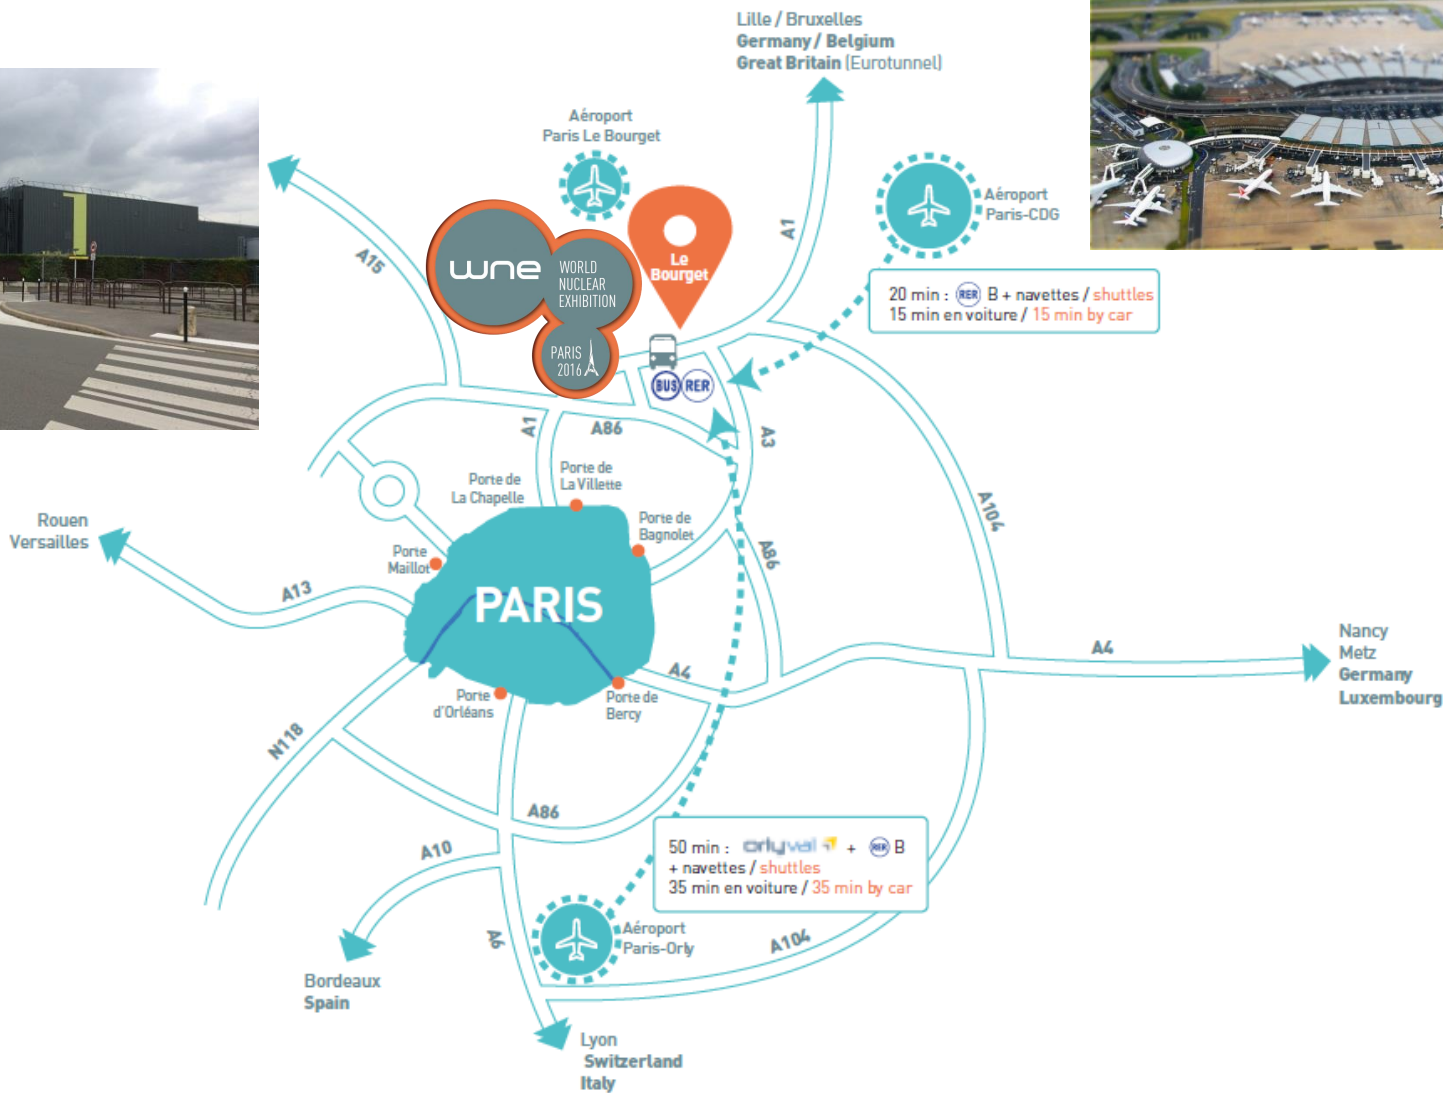 Lille / Bruxelles
Germany / Belgium
Great Britain (Eurotunnel)
Aéroport
Paris Le Bourget
Aéroport
Paris-CDG
A1
A15
wne
WORLD
NUCLEAR
EXHIBITION
PARIS
2016
Le
Bourget
20 min : RER B + navettes / shuttles
15 min en voiture / 15 min by car
BUS RER
A1
A86
A3
Porte de
La Villette
Porte de
La Chapelle
A104
Rouen
Versailles
Porte de
Bagnolet
Porte
Maillot
A86
A13
PARIS
Nancy
Metz
Germany
Luxembourg
A4
A4
Porte
d'Orléans
Porte de
Bercy
N118
A86
A10
50 min : orlyval + RER B
+ navettes / shuttles
35 min en voiture / 35 min by car
A6
Aéroport
Paris-Orly
A104
Bordeaux
Spain
Lyon
Switzerland
Italy